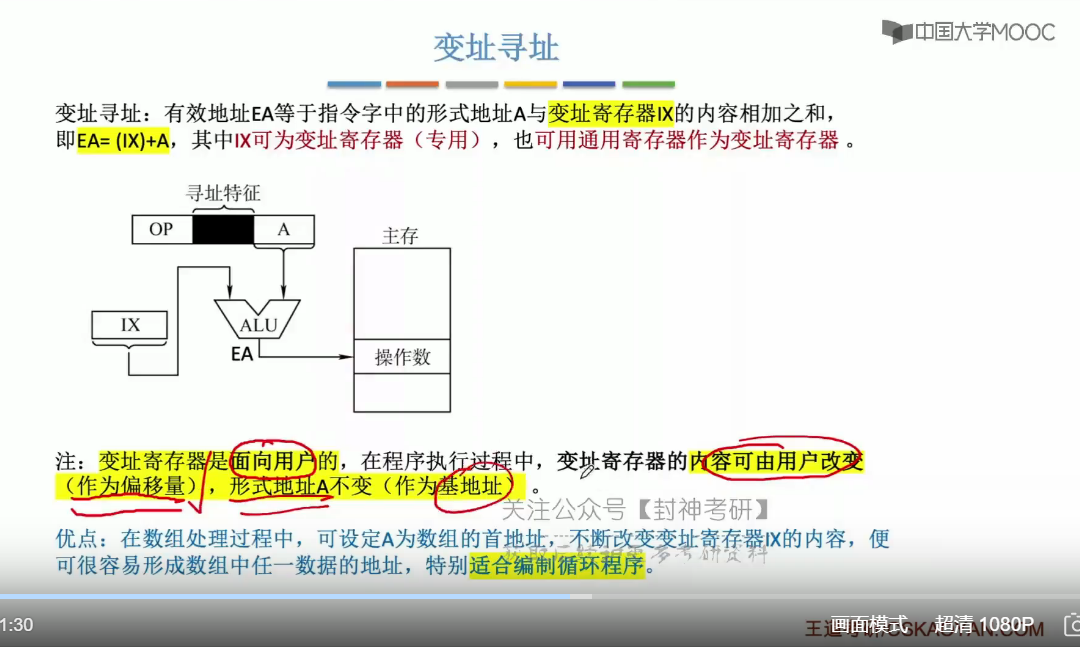 中国大学MOOC
变址寻址
变址寻址：有效地址EA等于指令字中的形式地址A与变址寄存器IX的内容相加之和，
即EA= (IX)+A，其中IX可为变址寄存器（专用），也可用通用寄存器作为变址寄存器 。
寻址特征
OP
A
主存
IX
ALU
EA
操作数
注：变址寄存器是面向用户的，在程序执行过程中，变址寄存器的内容可由用户改变
（作为偏移量），形式地址A不变（作为基地址）。
关注公众号【封神考研】
优点：在数组处理过程中，可设定A为数组的首地址，不断改变变址寄存器IX的内容，便
可很容易形成数组中任一数据的地址，特别适合编制循环程序。
1:30
画面模式
超清 1080P